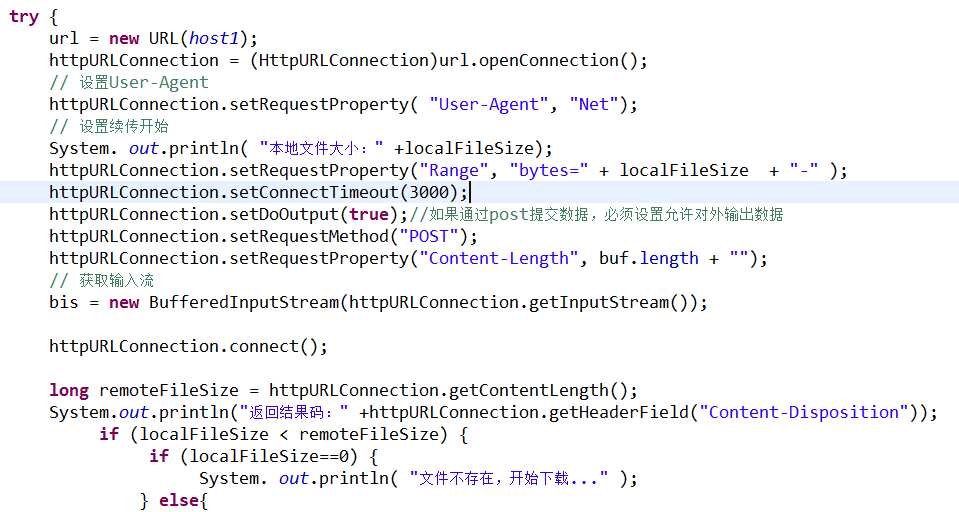 try {
    url = new URL(host1);
    httpURLConnection = (HttpURLConnection)url.openConnection();
    // 设置User-Agent
    httpURLConnection.setRequestProperty( "User-Agent", "Net");
    // 设置续传开始
    System. out.println( "本地文件大小：" +localFileSize);
    httpURLConnection.setRequestProperty("Range", "bytes=" + localFileSize  + "-" );
    httpURLConnection.setConnectTimeout(3000);
    httpURLConnection.setDoOutput(true);//如果通过post提交数据，必须设置允许对外输出数据
    httpURLConnection.setRequestMethod("POST");
    httpURLConnection.setRequestProperty("Content-Length", buf.length + "");
    // 获取输入流
    bis = new BufferedInputStream(httpURLConnection.getInputStream());
    httpURLConnection.connect();
    long remoteFileSize = httpURLConnection.getContentLength();
    System.out.println("返回结果码：" +httpURLConnection.getHeaderField("Content-Disposition"));
         if (localFileSize < remoteFileSize) {
              if (localFileSize==0) {
                   System. out.println( "文件不存在，开始下载..." );
             } else{